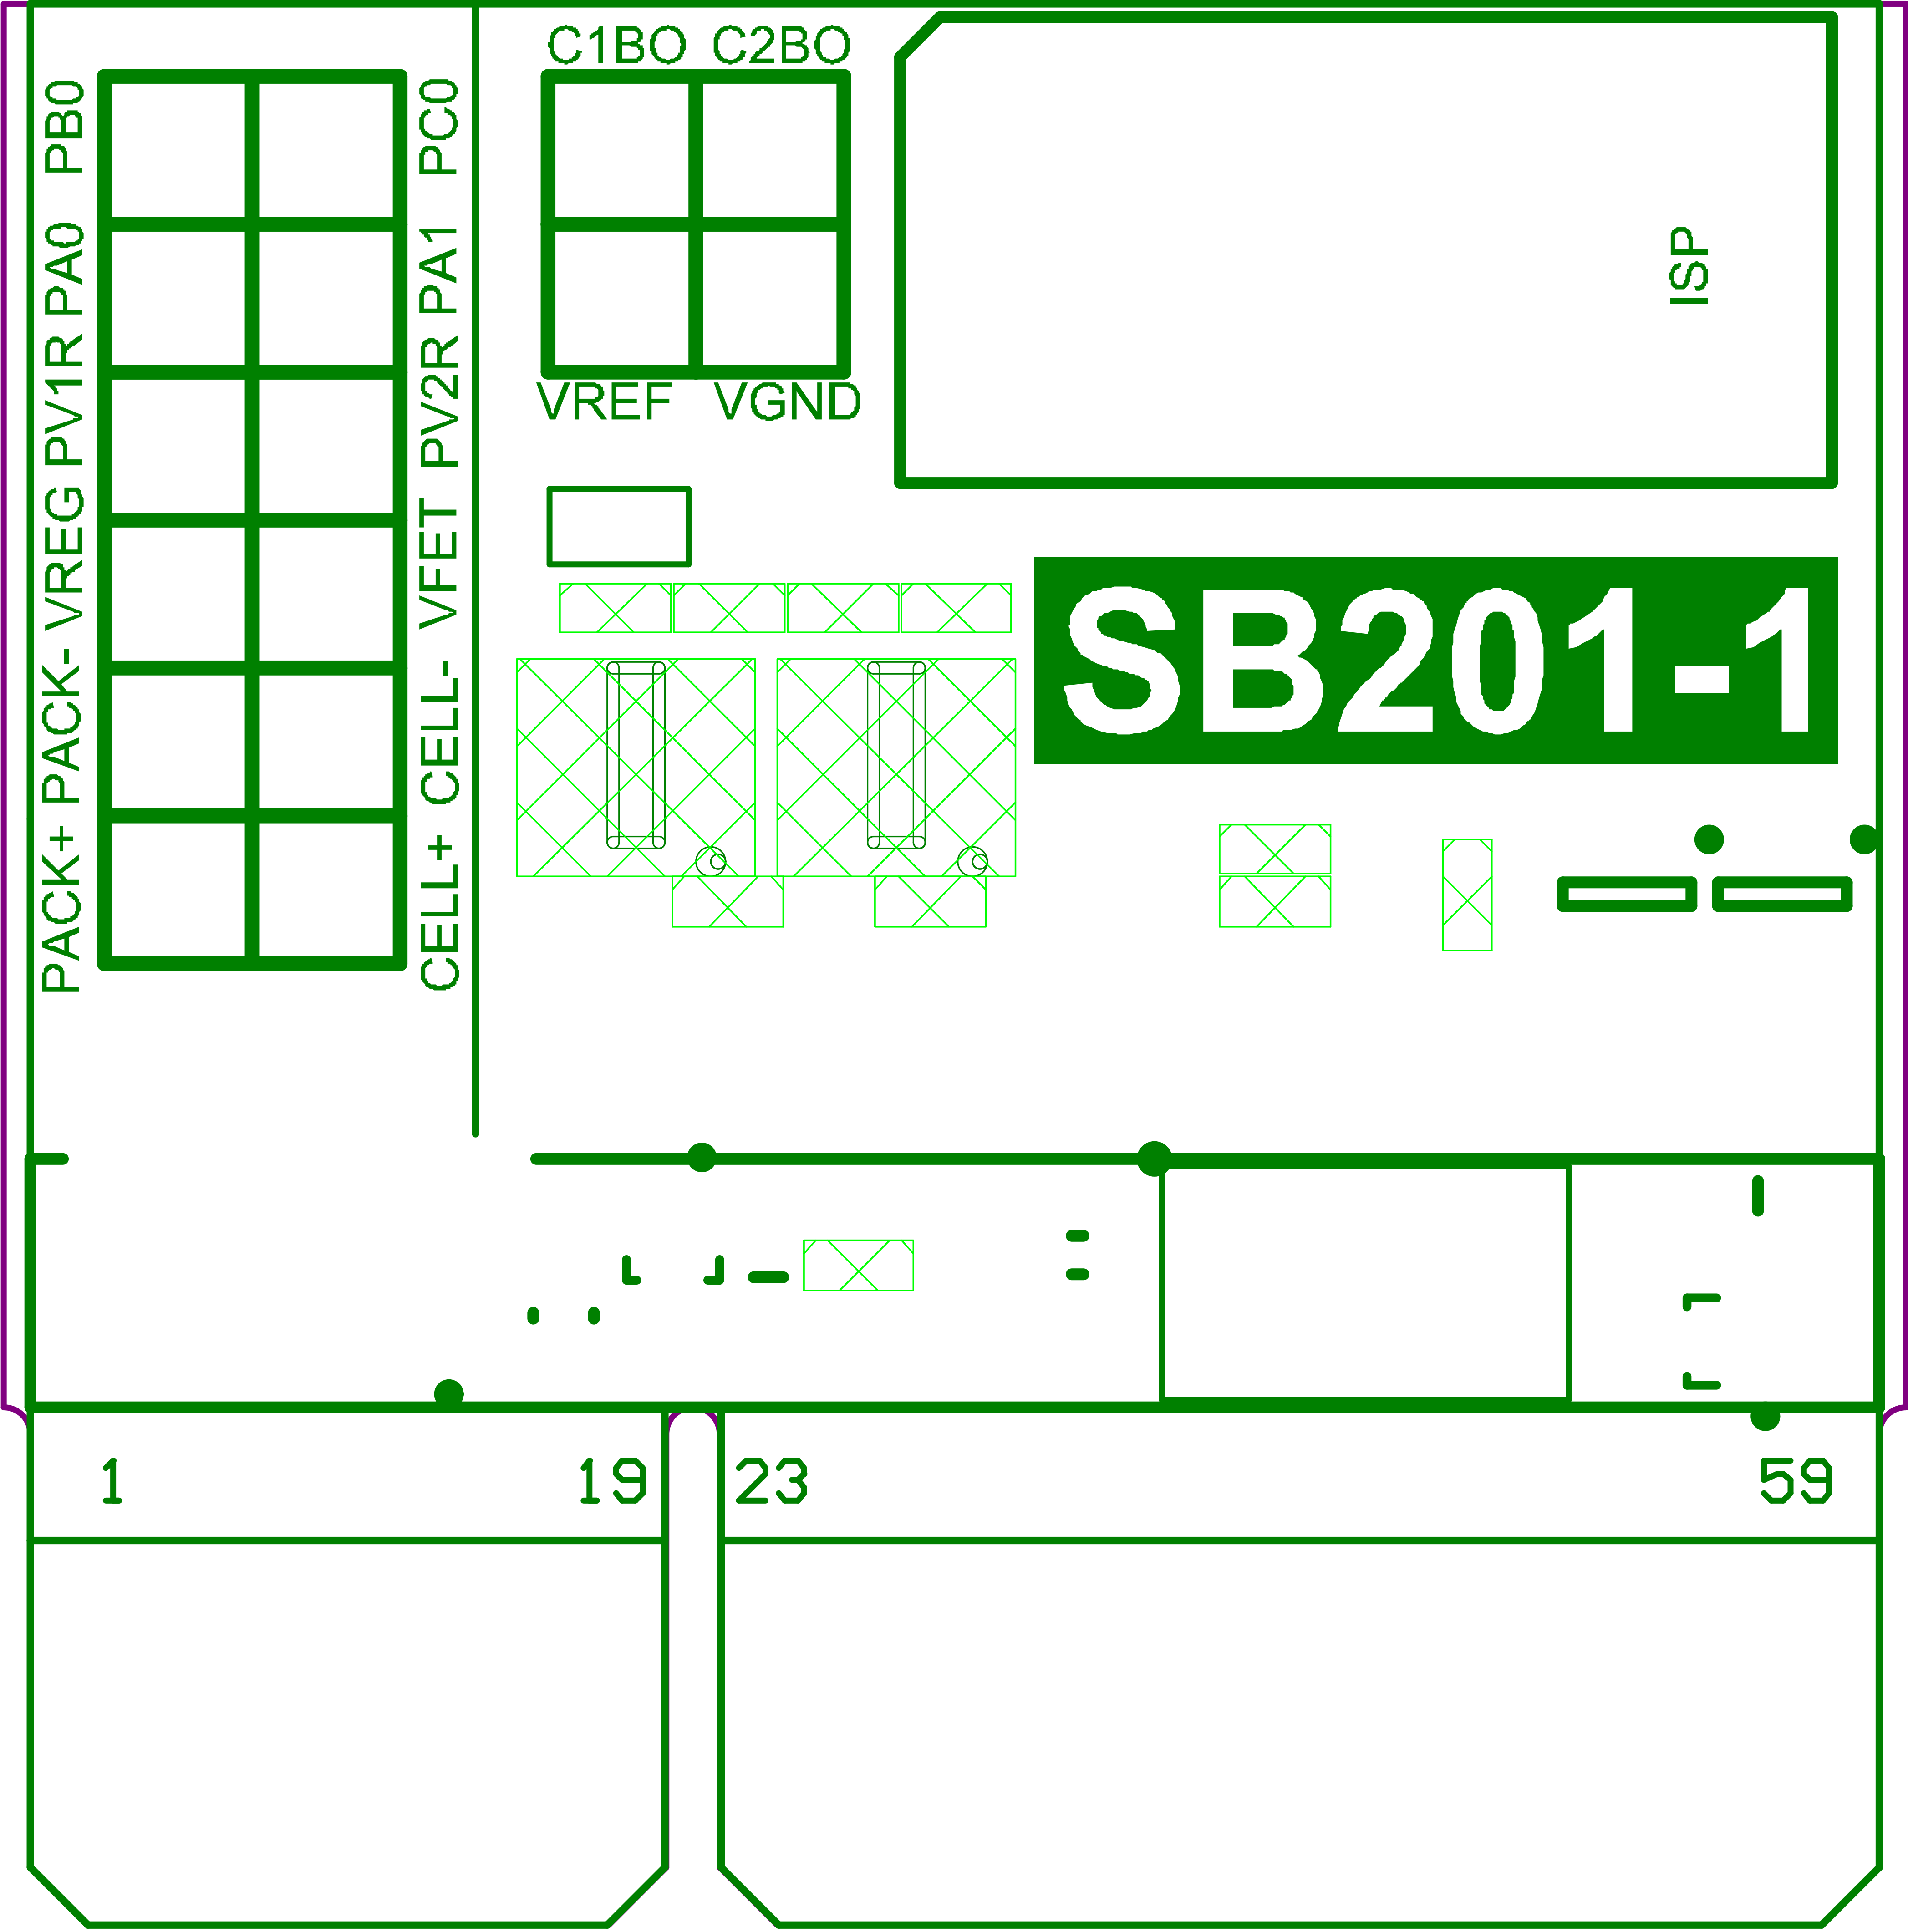 C1BO C2BO
VREF VGND
PACK+ PACK- VREG PV1R PA0 PB0
CELL+ CELL- VFET PV2R PA1 PC0
ISP
SB201-1
1 19 23 59